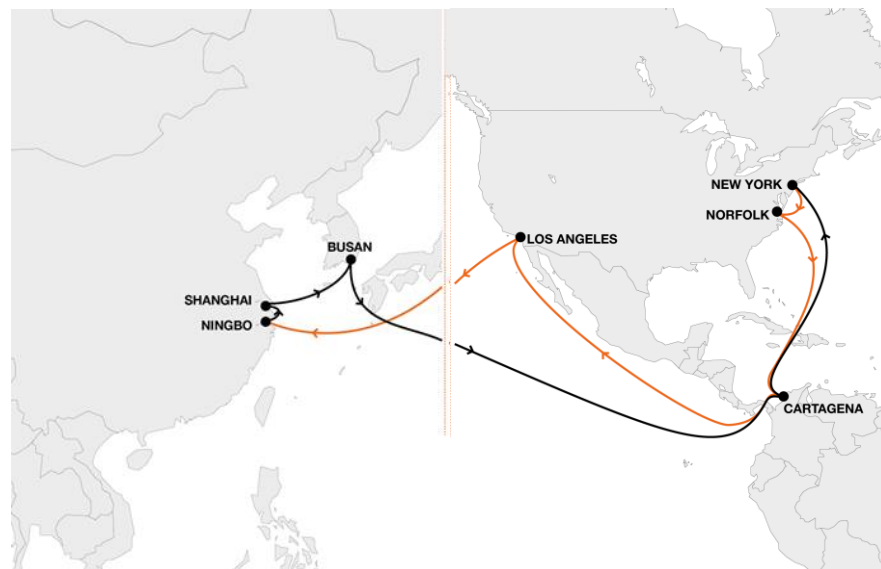 NEW YORK
NORFOLK
LOS ANGELES
BUSAN
SHANGHAI
NINGBO
CARTAGENA